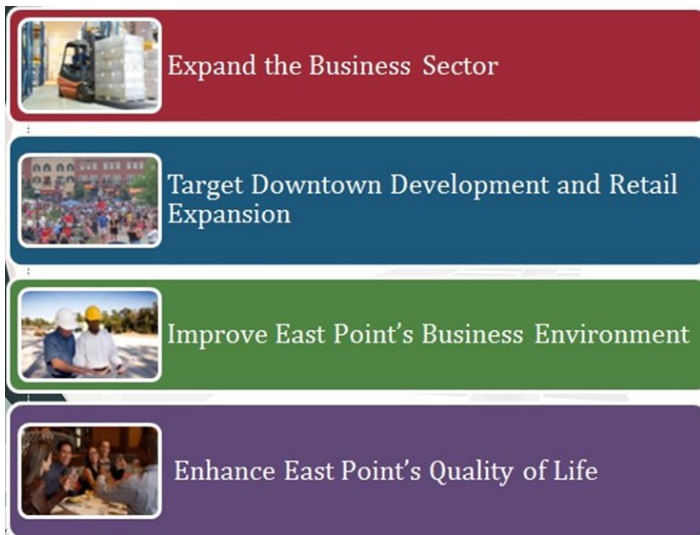 Expand the Business Sector
Target Downtown Development and Retail
Expansion
Improve East Point’s Business Environment
Enhance East Point’s Quality of Life